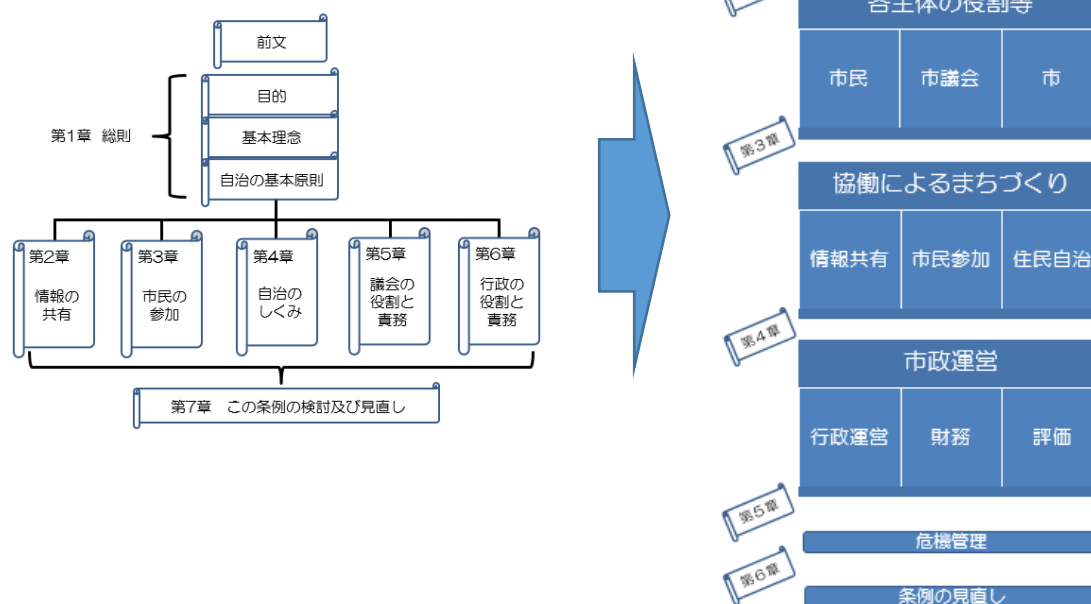 前文
目的
第1章 総則
基本理念
自治の基本原則
第2章
情報の
共有
第3章
市民の
参加
第4章
自治の
しくみ
第5章
議会の
役割と
責務
第6章
行政の
役割と
責務
第7章 この条例の検討及び見直し
各主体の役割等
市民
市議会
市
第3章
協働によるまちづくり
情報共有
市民参加
住民自治
第4章
市政運営
行政運営
財務
評価
第5章
危機管理
第6章
条例の見直し